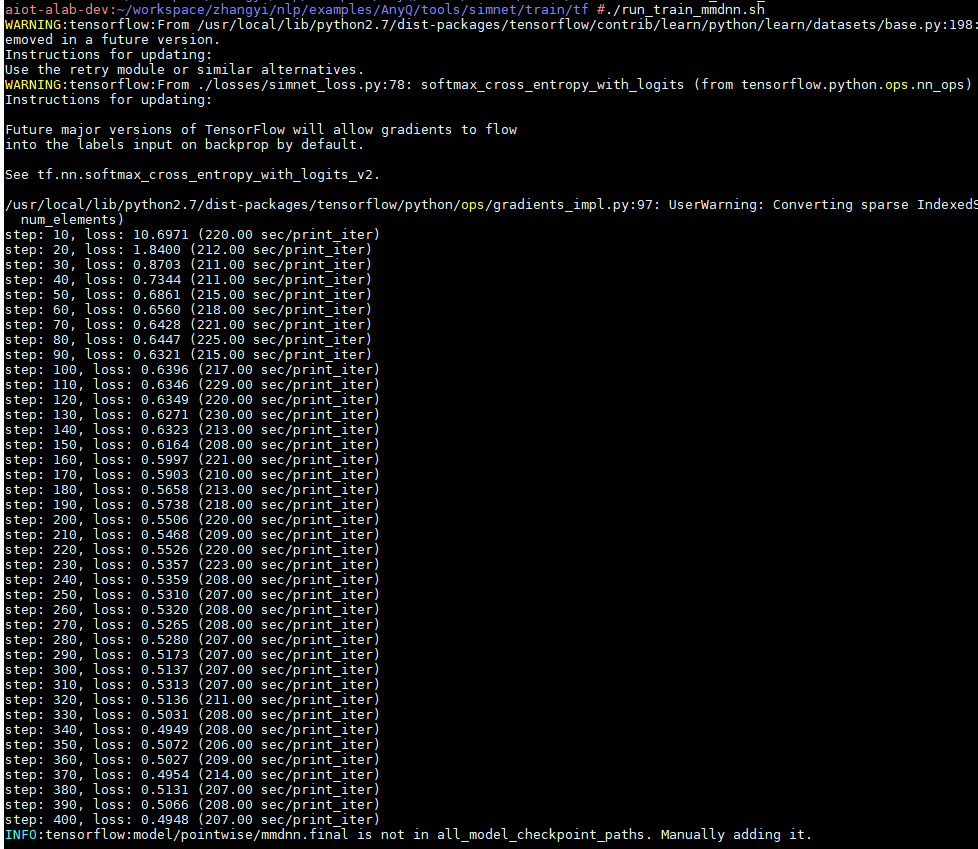 aiot-alab-dev:~/workspace/zhangyi/nlp/examples/AnyQ/tools/simnet/train/tf #./run_train_mmdnn.sh
WARNING:tensorflow:From /usr/local/lib/python2.7/dist-packages/tensorflow/contrib/learn/python/learn/datasets/base.py:198:
emoved in a future version.
Instructions for updating:
Use the retry module or similar alternatives.
WARNING:tensorflow:From ./losses/simnet_loss.py:78: softmax_cross_entropy_with_logits (from tensorflow.python.ops.nn_ops)
Instructions for updating:
Future major versions of TensorFlow will allow gradients to flow
into the labels input on backprop by default.
See tf.nn.softmax_cross_entropy_with_logits_v2.
/usr/local/lib/python2.7/dist-packages/tensorflow/python/ops/gradients_impl.py:97: UserWarning: Converting sparse IndexedS
num_elements)
step: 10, loss: 10.6971 (220.00 sec/print_iter)
step: 20, loss: 1.8400 (212.00 sec/print_iter)
step: 30, loss: 0.8703 (211.00 sec/print_iter)
step: 40, loss: 0.7344 (211.00 sec/print_iter)
step: 50, loss: 0.6861 (215.00 sec/print_iter)
step: 60, loss: 0.6560 (218.00 sec/print_iter)
step: 70, loss: 0.6428 (221.00 sec/print_iter)
step: 80, loss: 0.6447 (225.00 sec/print_iter)
step: 90, loss: 0.6321 (215.00 sec/print_iter)
step: 100, loss: 0.6396 (217.00 sec/print_iter)
step: 110, loss: 0.6346 (229.00 sec/print_iter)
step: 120, loss: 0.6349 (220.00 sec/print_iter)
step: 130, loss: 0.6271 (230.00 sec/print_iter)
step: 140, loss: 0.6323 (213.00 sec/print_iter)
step: 150, loss: 0.6164 (208.00 sec/print_iter)
step: 160, loss: 0.5997 (221.00 sec/print_iter)
step: 170, loss: 0.5903 (210.00 sec/print_iter)
step: 180, loss: 0.5658 (213.00 sec/print_iter)
step: 190, loss: 0.5738 (218.00 sec/print_iter)
step: 200, loss: 0.5506 (220.00 sec/print_iter)
step: 210, loss: 0.5468 (209.00 sec/print_iter)
step: 220, loss: 0.5526 (220.00 sec/print_iter)
step: 230, loss: 0.5357 (223.00 sec/print_iter)
step: 240, loss: 0.5359 (208.00 sec/print_iter)
step: 250, loss: 0.5310 (207.00 sec/print_iter)
step: 260, loss: 0.5320 (208.00 sec/print_iter)
step: 270, loss: 0.5265 (208.00 sec/print_iter)
step: 280, loss: 0.5280 (207.00 sec/print_iter)
step: 290, loss: 0.5173 (207.00 sec/print_iter)
step: 300, loss: 0.5137 (207.00 sec/print_iter)
step: 310, loss: 0.5313 (207.00 sec/print_iter)
step: 320, loss: 0.5136 (211.00 sec/print_iter)
step: 330, loss: 0.5031 (208.00 sec/print_iter)
step: 340, loss: 0.4949 (208.00 sec/print_iter)
step: 350, loss: 0.5072 (206.00 sec/print_iter)
step: 360, loss: 0.5027 (209.00 sec/print_iter)
step: 370, loss: 0.4954 (214.00 sec/print_iter)
step: 380, loss: 0.5131 (207.00 sec/print_iter)
step: 390, loss: 0.5066 (208.00 sec/print_iter)
step: 400, loss: 0.4948 (207.00 sec/print_iter)
INFO:tensorflow:model/pointwise/mmdnn.final is not in all_model_checkpoint_paths. Manually adding it.